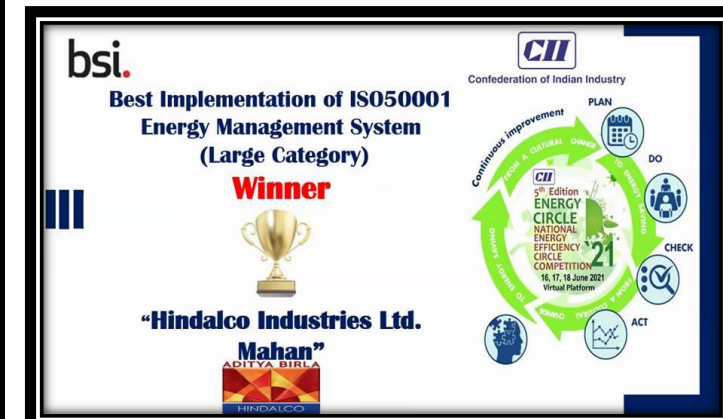 bsi.
Best Implementation of ISO50001
Energy Management System
(Large Category)
Winner
“Hindalco Industries Ltd.
Mahan”
ADITYA BIRLA
HINDALCO
CII
Confederation of Indian Industry
Continuous improvement
PLAN
DO
CHECK
ACT
FROM A CULTURAL CHANGE
TO ENERGY SAVING
FROM A CULTURAL CHANGE
TO ENERGY SAVING
CII
5th Edition
ENERGY
CIRCLE
NATIONAL
ENERGY
EFFICIENCY
CIRCLE
COMPETITION
'21
16, 17, 18 June 2021
Virtual Platform